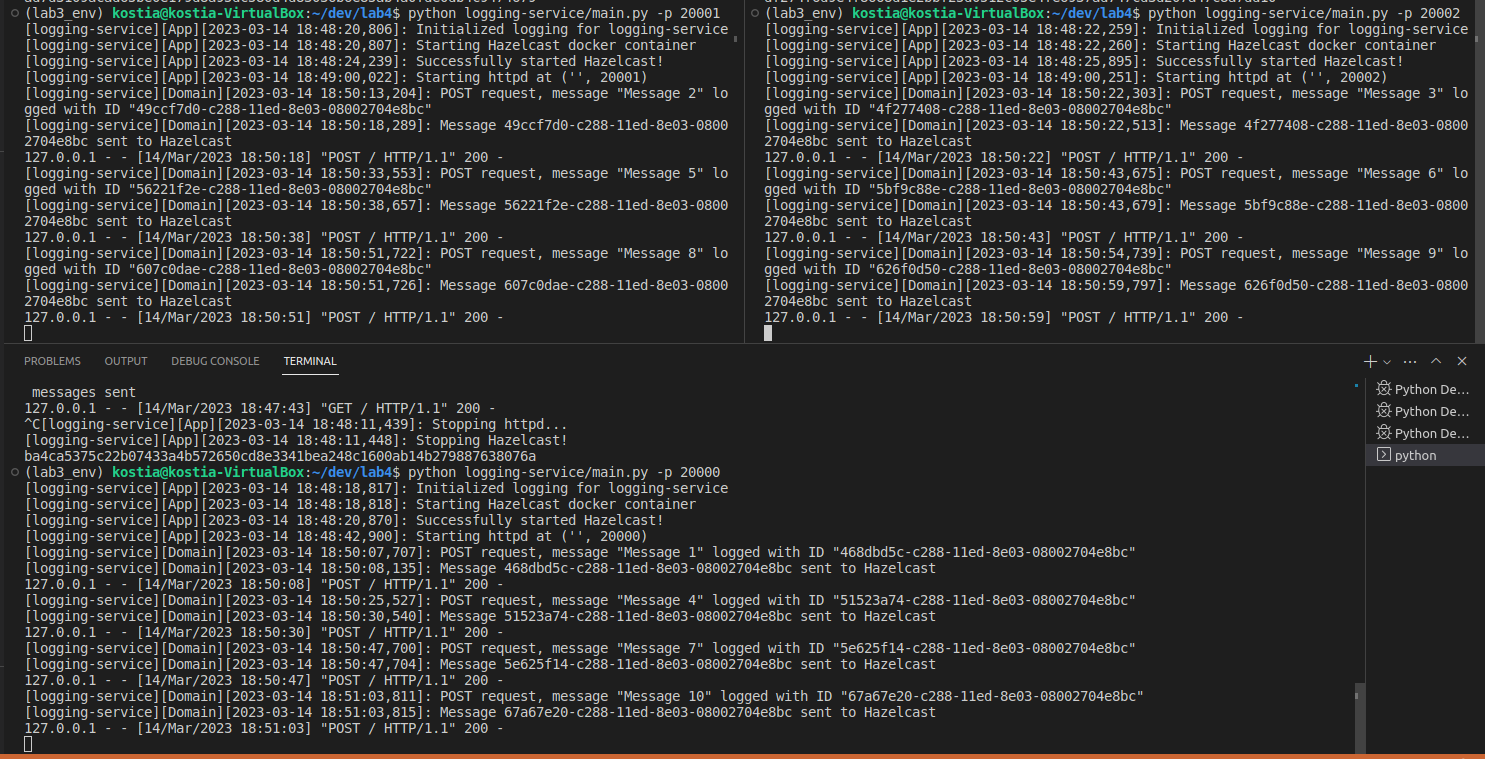 (lab3_env) kostia@kostia-VirtualBox:~/dev/lab4$ python logging-service/main.py -p 20001
[logging-service][App][2023-03-14 18:48:20,806]: Initialized logging for logging-service
[logging-service][App][2023-03-14 18:48:20,807]: Starting Hazelcast docker container
[logging-service][App][2023-03-14 18:48:24,239]: Successfully started Hazelcast!
[logging-service][App][2023-03-14 18:49:00,022]: Starting httpd at ('', 20001)
[logging-service][Domain][2023-03-14 18:50:13,204]: POST request, message "Message 2" lo
gged with ID "49ccf7d0-c288-11ed-8e03-08002704e8bc"
[logging-service][Domain][2023-03-14 18:50:18,289]: Message 49ccf7d0-c288-11ed-8e03-0800
2704e8bc sent to Hazelcast
127.0.0.1 - - [14/Mar/2023 18:50:18] "POST / HTTP/1.1" 200 -
[logging-service][Domain][2023-03-14 18:50:33,553]: POST request, message "Message 5" lo
gged with ID "56221f2e-c288-11ed-8e03-08002704e8bc"
[logging-service][Domain][2023-03-14 18:50:38,657]: Message 56221f2e-c288-11ed-8e03-0800
2704e8bc sent to Hazelcast
127.0.0.1 - - [14/Mar/2023 18:50:38] "POST / HTTP/1.1" 200 -
[logging-service][Domain][2023-03-14 18:50:51,722]: POST request, message "Message 8" lo
gged with ID "607c0dae-c288-11ed-8e03-08002704e8bc"
[logging-service][Domain][2023-03-14 18:50:51,726]: Message 607c0dae-c288-11ed-8e03-0800
2704e8bc sent to Hazelcast
127.0.0.1 - - [14/Mar/2023 18:50:51] "POST / HTTP/1.1" 200 -
(lab3_env) kostia@kostia-VirtualBox:~/dev/lab4$ python logging-service/main.py -p 20002
[logging-service][App][2023-03-14 18:48:22,259]: Initialized logging for logging-service
[logging-service][App][2023-03-14 18:48:22,260]: Starting Hazelcast docker container
[logging-service][App][2023-03-14 18:48:25,895]: Successfully started Hazelcast!
[logging-service][App][2023-03-14 18:49:00,251]: Starting httpd at ('', 20002)
[logging-service][Domain][2023-03-14 18:50:22,303]: POST request, message "Message 3" lo
gged with ID "4f277408-c288-11ed-8e03-08002704e8bc"
[logging-service][Domain][2023-03-14 18:50:22,513]: Message 4f277408-c288-11ed-8e03-0800
2704e8bc sent to Hazelcast
127.0.0.1 - - [14/Mar/2023 18:50:22] "POST / HTTP/1.1" 200 -
[logging-service][Domain][2023-03-14 18:50:43,675]: POST request, message "Message 6" lo
gged with ID "5bf9c88e-c288-11ed-8e03-08002704e8bc"
[logging-service][Domain][2023-03-14 18:50:43,679]: Message 5bf9c88e-c288-11ed-8e03-0800
2704e8bc sent to Hazelcast
127.0.0.1 - - [14/Mar/2023 18:50:43] "POST / HTTP/1.1" 200 -
[logging-service][Domain][2023-03-14 18:50:54,739]: POST request, message "Message 9" lo
gged with ID "626f0d50-c288-11ed-8e03-08002704e8bc"
[logging-service][Domain][2023-03-14 18:50:59,797]: Message 626f0d50-c288-11ed-8e03-0800
2704e8bc sent to Hazelcast
127.0.0.1 - - [14/Mar/2023 18:50:59] "POST / HTTP/1.1" 200 -
PROBLEMS OUTPUT DEBUG CONSOLE TERMINAL
messages sent
127.0.0.1 - - [14/Mar/2023 18:47:43] "GET / HTTP/1.1" 200 -
^C[logging-service][App][2023-03-14 18:48:11,439]: Stopping httpd...
[logging-service][App][2023-03-14 18:48:11,448]: Stopping Hazelcast!
ba4ca5375c22b07433a4b572650cd8e3341bea248c1600ab14b279887638076a
(lab3_env) kostia@kostia-VirtualBox:~/dev/lab4$ python logging-service/main.py -p 20000
[logging-service][App][2023-03-14 18:48:18,817]: Initialized logging for logging-service
[logging-service][App][2023-03-14 18:48:18,818]: Starting Hazelcast docker container
[logging-service][App][2023-03-14 18:48:20,870]: Successfully started Hazelcast!
[logging-service][App][2023-03-14 18:48:42,900]: Starting httpd at ('', 20000)
[logging-service][Domain][2023-03-14 18:50:07,707]: POST request, message "Message 1" logged with ID "468dbd5c-c288-11ed-8e03-08002704e8bc"
[logging-service][Domain][2023-03-14 18:50:08,135]: Message 468dbd5c-c288-11ed-8e03-08002704e8bc sent to Hazelcast
127.0.0.1 - - [14/Mar/2023 18:50:08] "POST / HTTP/1.1" 200 -
[logging-service][Domain][2023-03-14 18:50:25,527]: POST request, message "Message 4" logged with ID "51523a74-c288-11ed-8e03-08002704e8bc"
[logging-service][Domain][2023-03-14 18:50:30,540]: Message 51523a74-c288-11ed-8e03-08002704e8bc sent to Hazelcast
127.0.0.1 - - [14/Mar/2023 18:50:30] "POST / HTTP/1.1" 200 -
[logging-service][Domain][2023-03-14 18:50:47,700]: POST request, message "Message 7" logged with ID "5e625f14-c288-11ed-8e03-08002704e8bc"
[logging-service][Domain][2023-03-14 18:50:47,704]: Message 5e625f14-c288-11ed-8e03-08002704e8bc sent to Hazelcast
127.0.0.1 - - [14/Mar/2023 18:50:47] "POST / HTTP/1.1" 200 -
[logging-service][Domain][2023-03-14 18:51:03,811]: POST request, message "Message 10" logged with ID "67a67e20-c288-11ed-8e03-08002704e8bc"
[logging-service][Domain][2023-03-14 18:51:03,815]: Message 67a67e20-c288-11ed-8e03-08002704e8bc sent to Hazelcast
127.0.0.1 - - [14/Mar/2023 18:51:03] "POST / HTTP/1.1" 200 -
Python De...
Python De...
Python De...
python